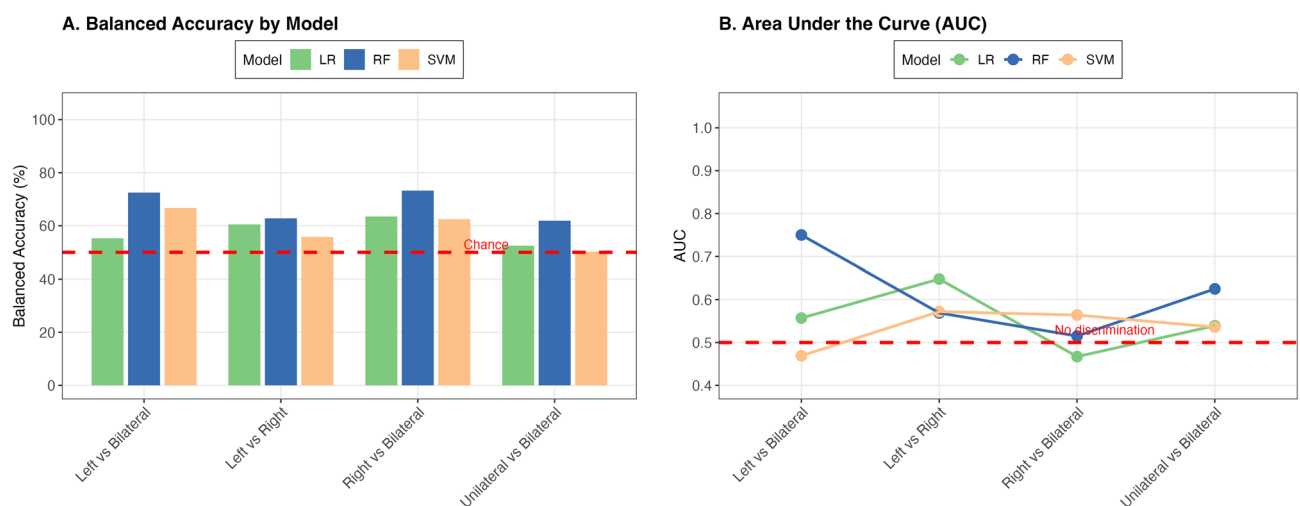 A. Balanced Accuracy by Model
Model LR RF SVM
Balanced Accuracy (%)
100
80
60
40
20
0
Chance
Left vs Bilateral
Left vs Right
Right vs Bilateral
Unilateral vs Bilateral
B. Area Under the Curve (AUC)
Model LR RF SVM
AUC
1.0
0.9
0.8
0.7
0.6
0.5
0.4
No discrimination
Left vs Bilateral
Left vs Right
Right vs Bilateral
Unilateral vs Bilateral